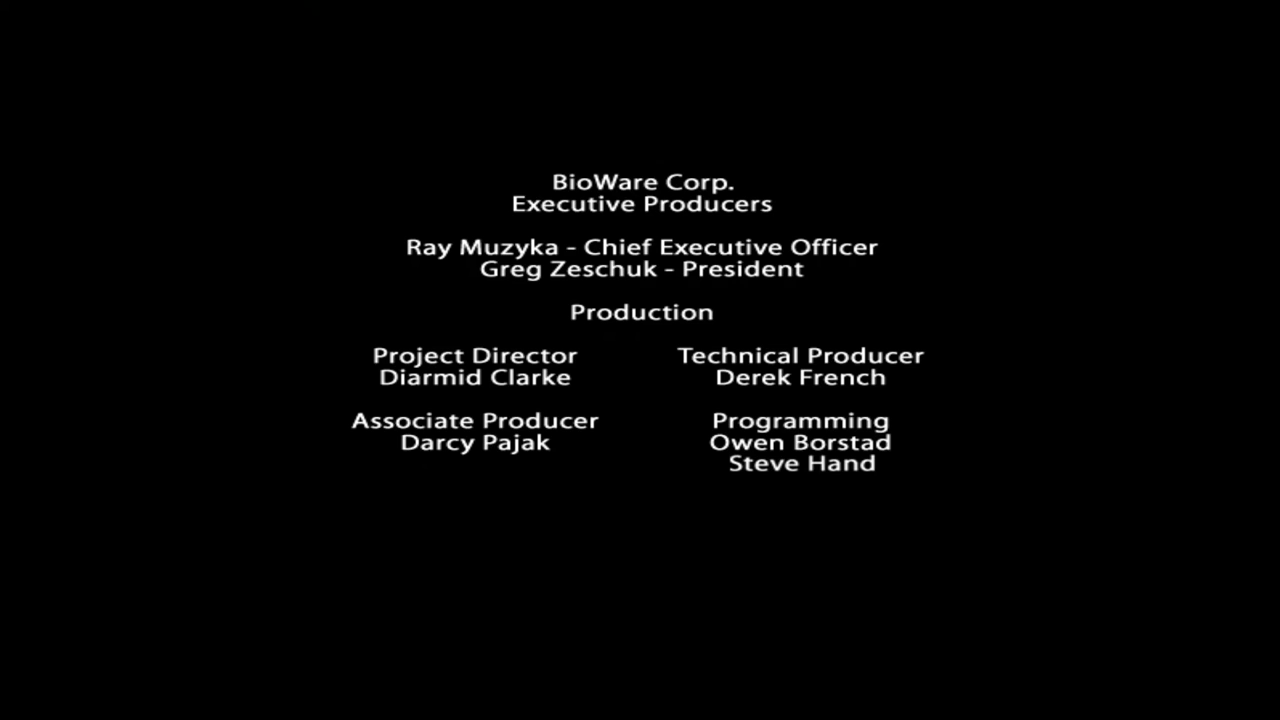 BioWare Corp.
Executive Producers
Ray Muzyka - Chief Executive Officer
Greg Zeschuk - President
Production
Project Director
Diarmid Clarke
Technical Producer
Derek French
Associate Producer
Darcy Pajak
Programming
Owen Borstad
Steve Hand